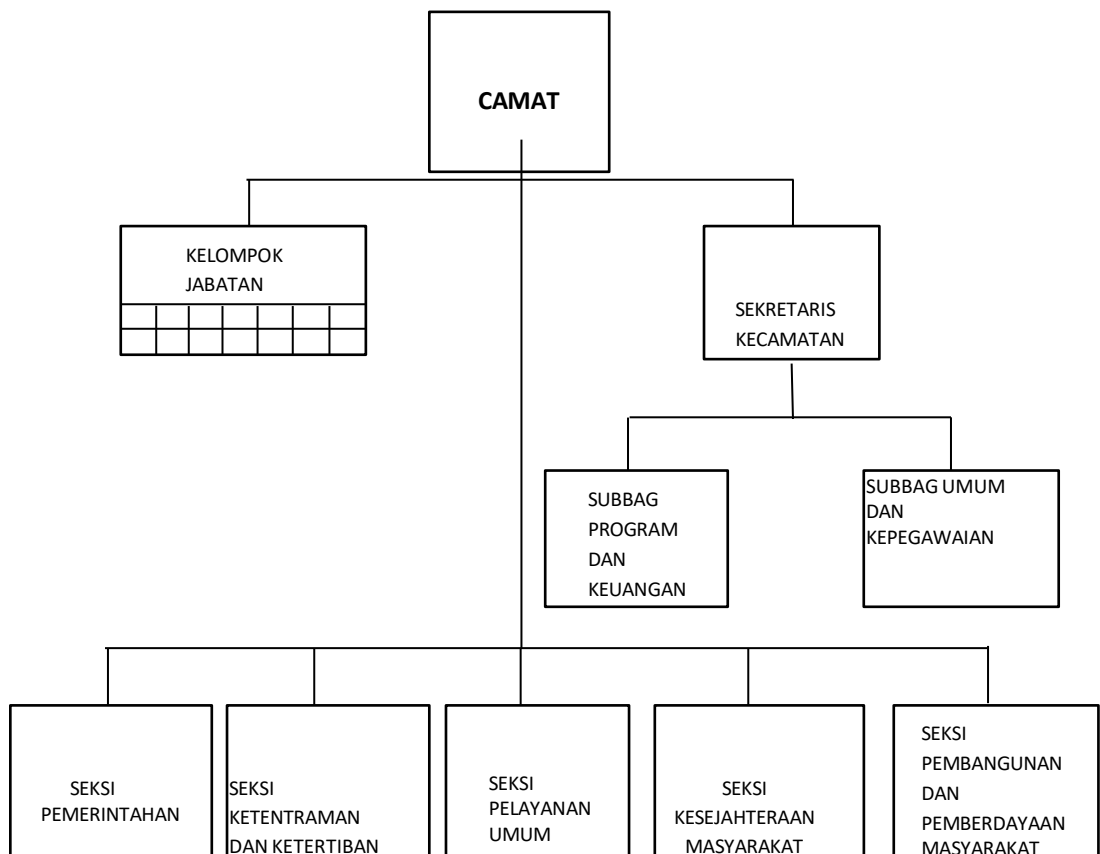 CAMAT
KELOMPOK
JABATAN
SEKRETARIS
KECAMATAN
SUBBAG
PROGRAM
DAN
KEUANGAN
SUBBAG UMUM
DAN
KEPEGAWAIAN
SEKSI
PEMERINTAHAN
SEKSI
KETENTRAMAN
DAN KETERTIBAN
SEKSI
PELAYANAN
UMUM
SEKSI
KESEJAHTERAAN
MASYARAKAT
SEKSI
PEMBANGUNAN
DAN
PEMBERDAYAAN
MASYARAKAT